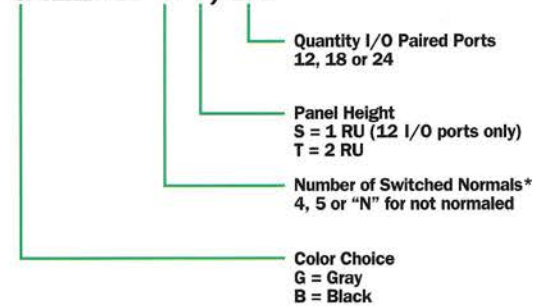 Quantity I/O Paired Ports
12, 18 or 24
Panel Height
S = 1 RU (12 I/O ports only)
T = 2 RU
Number of Switched Normals*
4, 5 or “N” for not normaled
Color Choice
G = Gray
B = Black